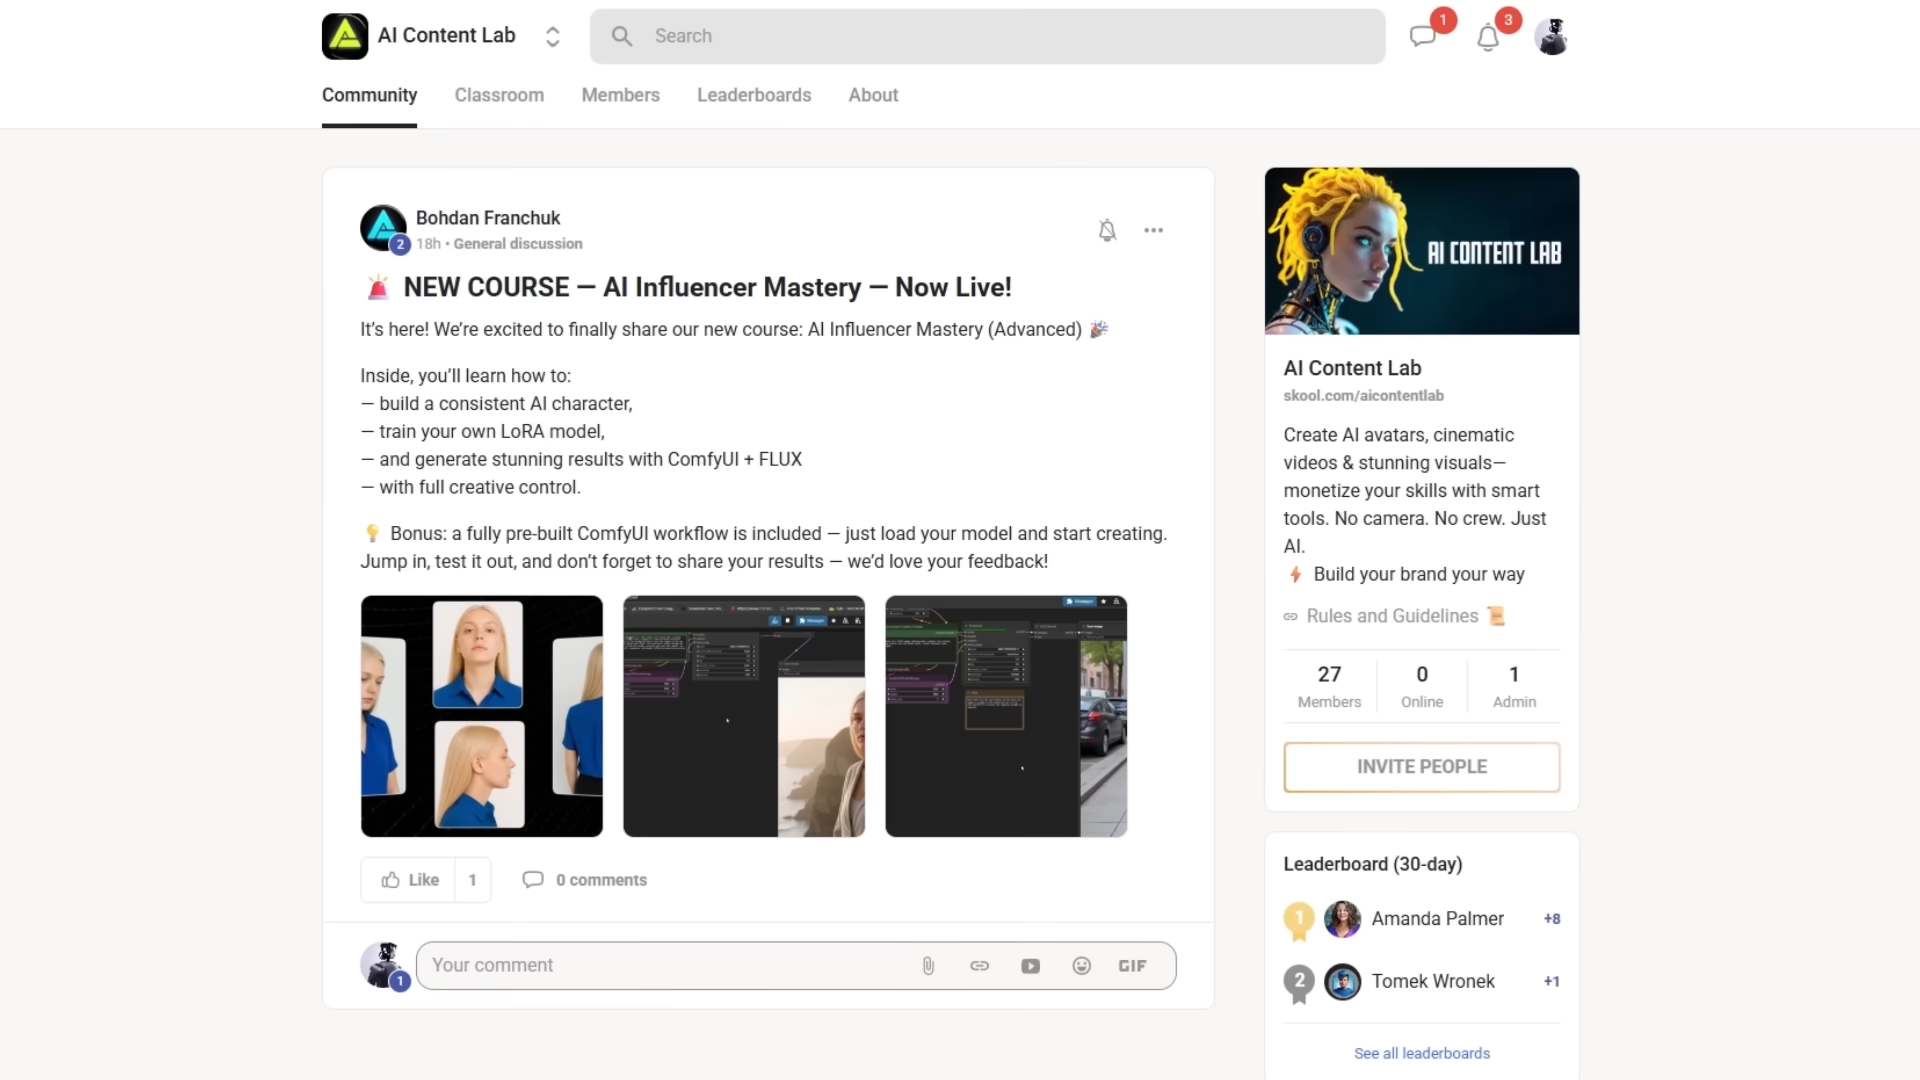 AI Content Lab
Search
1
3
Community
Classroom
Members
Leaderboards
About
Bohdan Franchuk
2
18h • General discussion
NEW COURSE — AI Influencer Mastery — Now Live!
It’s here! We’re excited to finally share our new course: AI Influencer Mastery (Advanced)
Inside, you’ll learn how to:
— build a consistent AI character,
— train your own LoRA model,
— and generate stunning results with ComfyUI + FLUX
— with full creative control.
Bonus: a fully pre-built ComfyUI workflow is included — just load your model and start creating.
Jump in, test it out, and don’t forget to share your results — we’d love your feedback!
Like
1
0 comments
1
Your comment
GIF
AI CONTENT LAB
AI Content Lab
skool.com/aicontentlab
Create AI avatars, cinematic
videos & stunning visuals—
monetize your skills with smart
tools. No camera. No crew. Just
AI.
Build your brand your way
Rules and Guidelines
27
Members
0
Online
1
Admin
INVITE PEOPLE
Leaderboard (30-day)
1
Amanda Palmer
+8
2
Tomek Wronek
+1
See all leaderboards